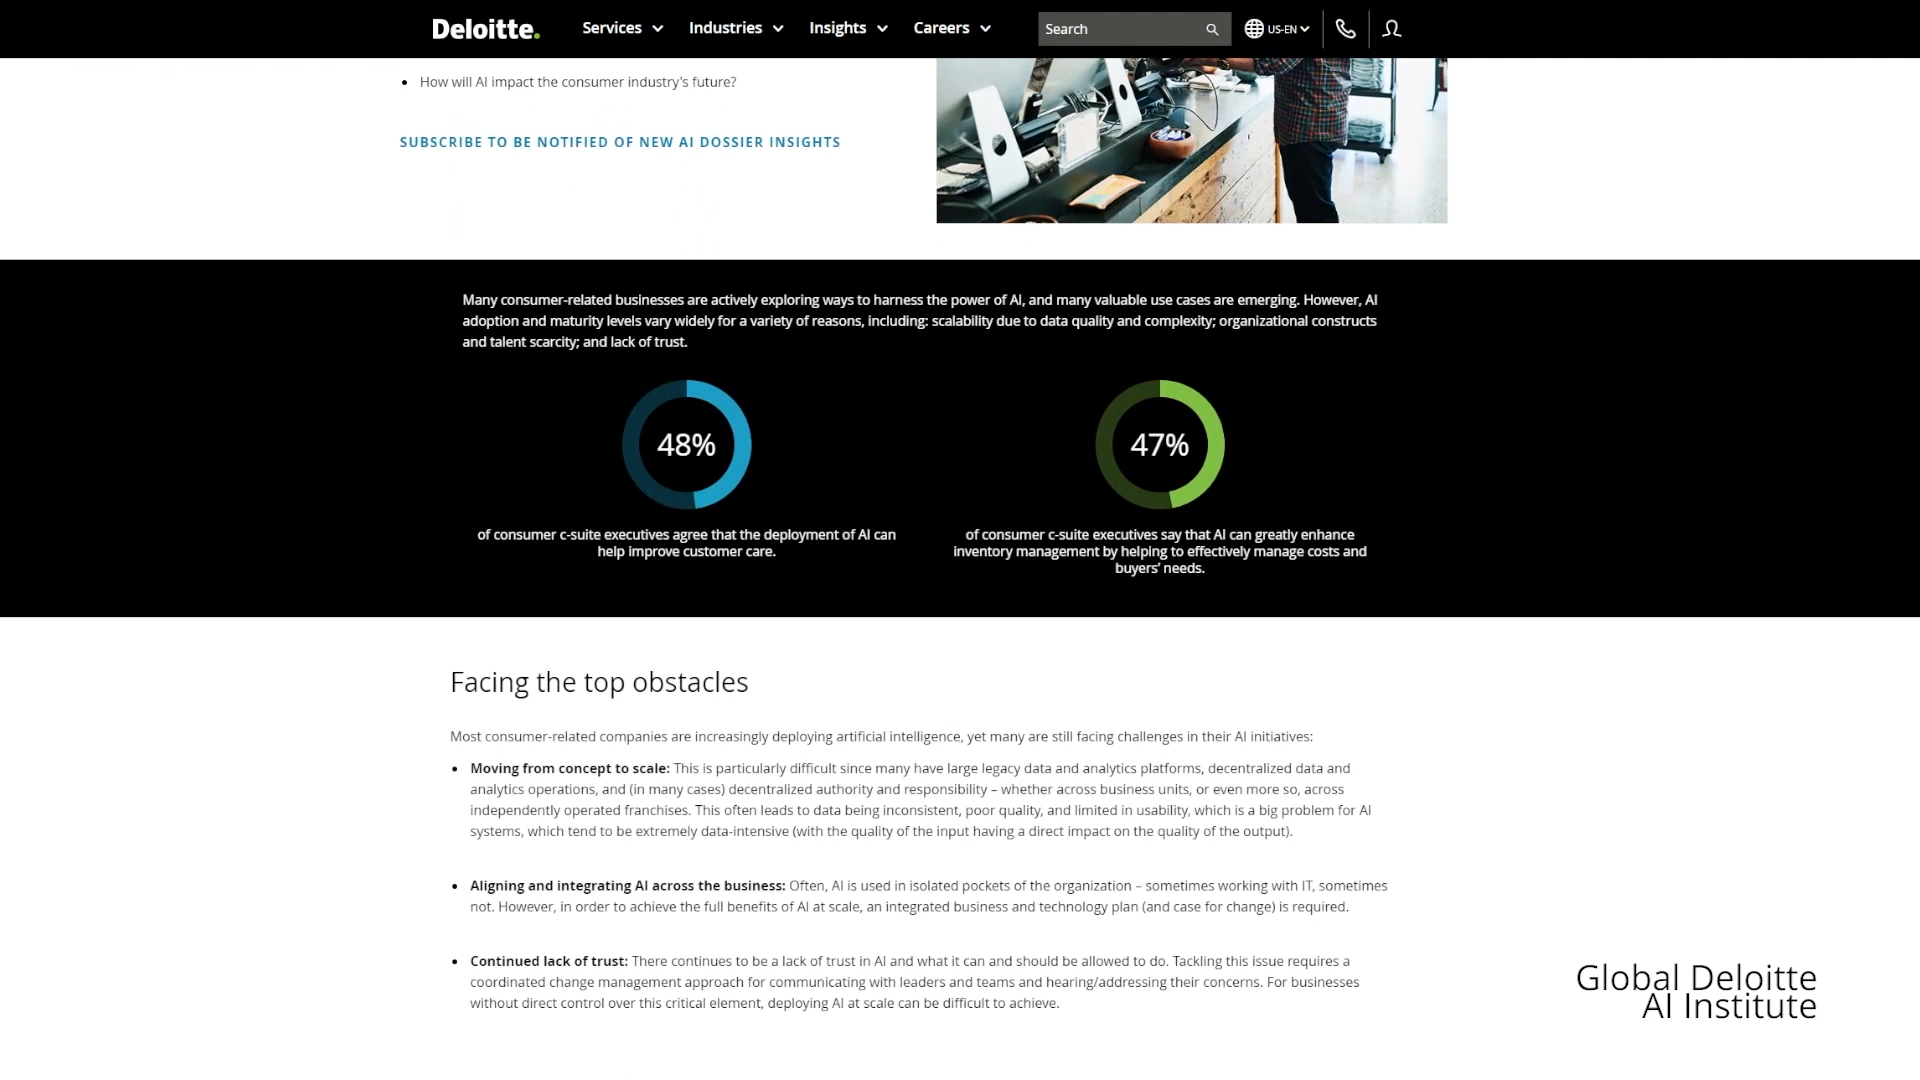 Deloitte.
Services
Industries
Insights
Careers
Search
US-EN
• How will AI impact the consumer industry's future?
SUBSCRIBE TO BE NOTIFIED OF NEW AI DOSSIER INSIGHTS
Many consumer-related businesses are actively exploring ways to harness the power of AI, and many valuable use cases are emerging. However, AI
adoption and maturity levels vary widely for a variety of reasons, including: scalability due to data quality and complexity; organizational constructs
and talent scarcity; and lack of trust.
48%
of consumer c-suite executives agree that the deployment of AI can
help improve customer care.
47%
of consumer c-suite executives say that AI can greatly enhance
inventory management by helping to effectively manage costs and
buyers’ needs.
Facing the top obstacles
Most consumer-related companies are increasingly deploying artificial intelligence, yet many are still facing challenges in their AI initiatives:
• Moving from concept to scale: This is particularly difficult since many have large legacy data and analytics platforms, decentralized data and
analytics operations, and (in many cases) decentralized authority and responsibility – whether across business units, or even more so, across
independently operated franchises. This often leads to data being inconsistent, poor quality, and limited in usability, which is a big problem for AI
systems, which tend to be extremely data-intensive (with the quality of the input having a direct impact on the quality of the output).
• Aligning and integrating AI across the business: Often, AI is used in isolated pockets of the organization – sometimes working with IT, sometimes
not. However, in order to achieve the full benefits of AI at scale, an integrated business and technology plan (and case for change) is required.
• Continued lack of trust: There continues to be a lack of trust in AI and what it can and should be allowed to do. Tackling this issue requires a
coordinated change management approach for communicating with leaders and teams and hearing/addressing their concerns. For businesses
without direct control over this critical element, deploying AI at scale can be difficult to achieve.
Global Deloitte
AI Institute